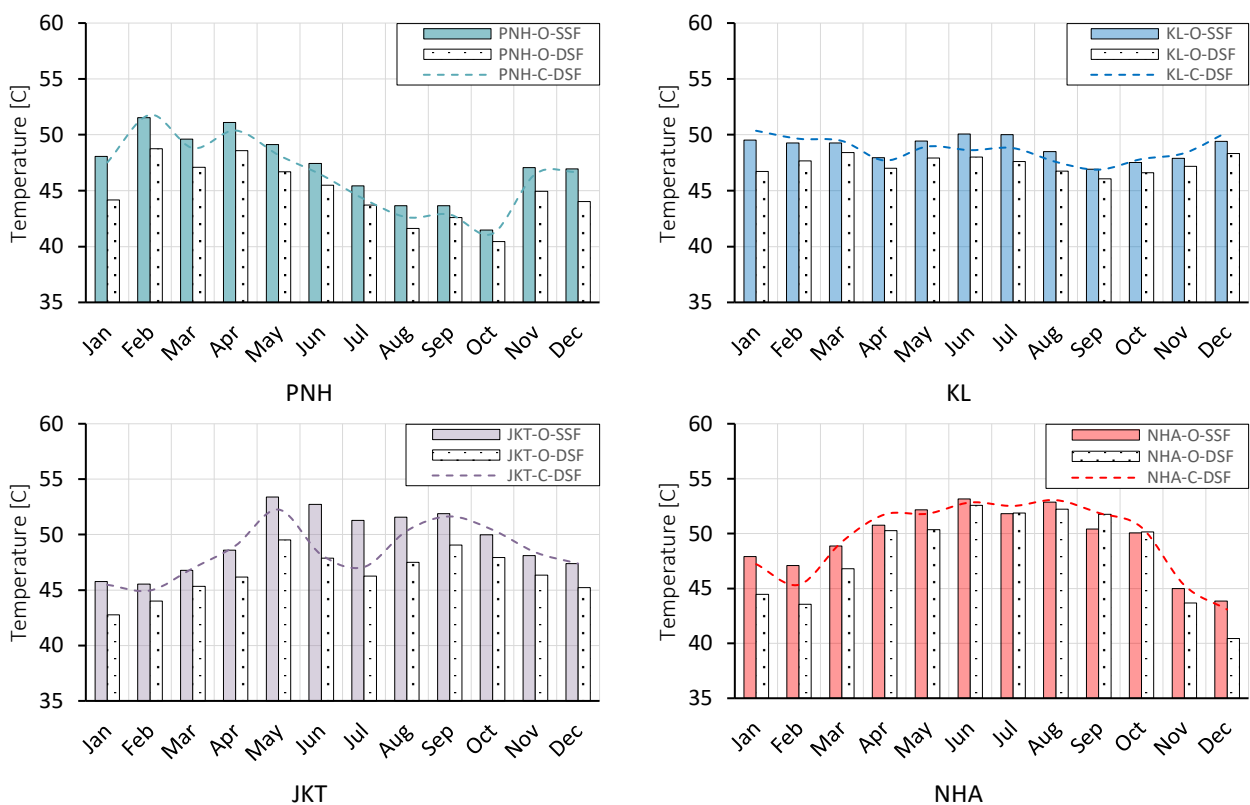 60
55
50
45
40
35
Temperature [C]
PNH-O-SSF
PNH-O-DSF
PNH-C-DSF
Jan Feb Mar Apr May Jun Jul Aug Sep Oct Nov Dec
PNH
60
55
50
45
40
35
Temperature [C]
KL-O-SSF
KL-O-DSF
KL-C-DSF
Jan Feb Mar Apr May Jun Jul Aug Sep Oct Nov Dec
KL
60
55
50
45
40
35
Temperature [C]
JKT-O-SSF
JKT-O-DSF
JKT-C-DSF
Jan Feb Mar Apr May Jun Jul Aug Sep Oct Nov Dec
JKT
60
55
50
45
40
35
Temperature [C]
NHA-O-SSF
NHA-O-DSF
NHA-C-DSF
Jan Feb Mar Apr May Jun Jul Aug Sep Oct Nov Dec
NHA